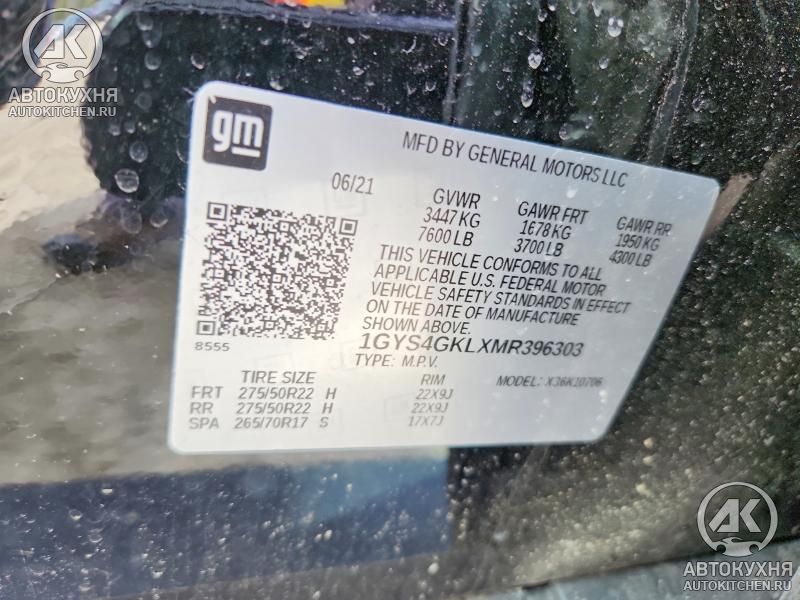 AK
АВТОКУХНЯ
AUTOKITCHEN.RU
gm
MFD BY GENERAL MOTORS LLC
06/21
GVWR GAWR FRT GAWR RR
3447 KG 1678 KG 1950 KG
7600 LB 3700 LB 4300 LB
THIS VEHICLE CONFORMS TO ALL
APPLICABLE U.S. FEDERAL MOTOR
VEHICLE SAFETY STANDARDS IN EFFECT
ON THE DATE OF MANUFACTURE
SHOWN ABOVE.
8555
1GYS4GKLXMR396303
TYPE: M.P.V.
TIRE SIZE RIM MODEL: X36K10706
FRT 275/50R22 H 22X9J
RR 275/50R22 H 22X9J
SPA 265/70R17 S 17X7J
AK
АВТОКУХНЯ
AUTOKITCHEN.RU